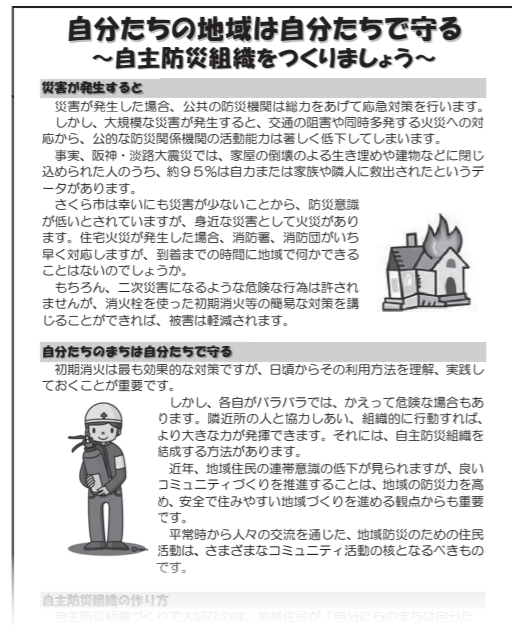 自分たちの地域は自分たちで守る
～自主防災組織をつくりましょう～
災害が発生すると
災害が発生した場合、公共の防災機関は総力をあげて応急対策を行います。
しかし、大規模な災害が発生すると、交通の阻害や同時多発する火災への対
応から、公的な防災関係機関の活動能力は著しく低下してしまいます。
事実、阪神・淡路大震災では、家屋の倒壊のよる生き埋めや建物などに閉じ
込められた人のうち、約９５％は自力または家族や隣人に救出されたというデ
ータがあります。
さくら市は幸いにも災害が少ないことから、防災意識
が低いとされていますが、身近な災害として火災があり
ます。住宅火災が発生した場合、消防署、消防団がいち
早く対応しますが、到着までの時間に地域で何かできる
ことはないのでしょうか。
もちろん、二次災害になるような危険な行為は許され
ませんが、消火栓を使った初期消火等の簡易な対策を講
じることができれば、被害は軽減されます。
自分たちのまちは自分たちで守る
初期消火は最も効果的な対策ですが、日頃からその利用方法を理解、実践し
ておくことが重要です。
しかし、各自がバラバラでは、かえって危険な場合もあ
ります。隣近所の人と協力しあい、組織的に行動すれば、
より大きな力が発揮できます。それには、自主防災組織を
結成する方法があります。
近年、地域住民の連帯意識の低下が見られますが、良い
コミュニティづくりを推進することは、地域の防災力を高
め、安全で住みやすい地域づくりを進める観点からも重要
です。
平常時から人々の交流を通じた、地域防災のための住民
活動は、さまざまなコミュニティ活動の核となるべきもの
です。
自主防災組織の作り方
自主防災組織づくりで大切なのは、地域住民が「自分たちのまちは自分た